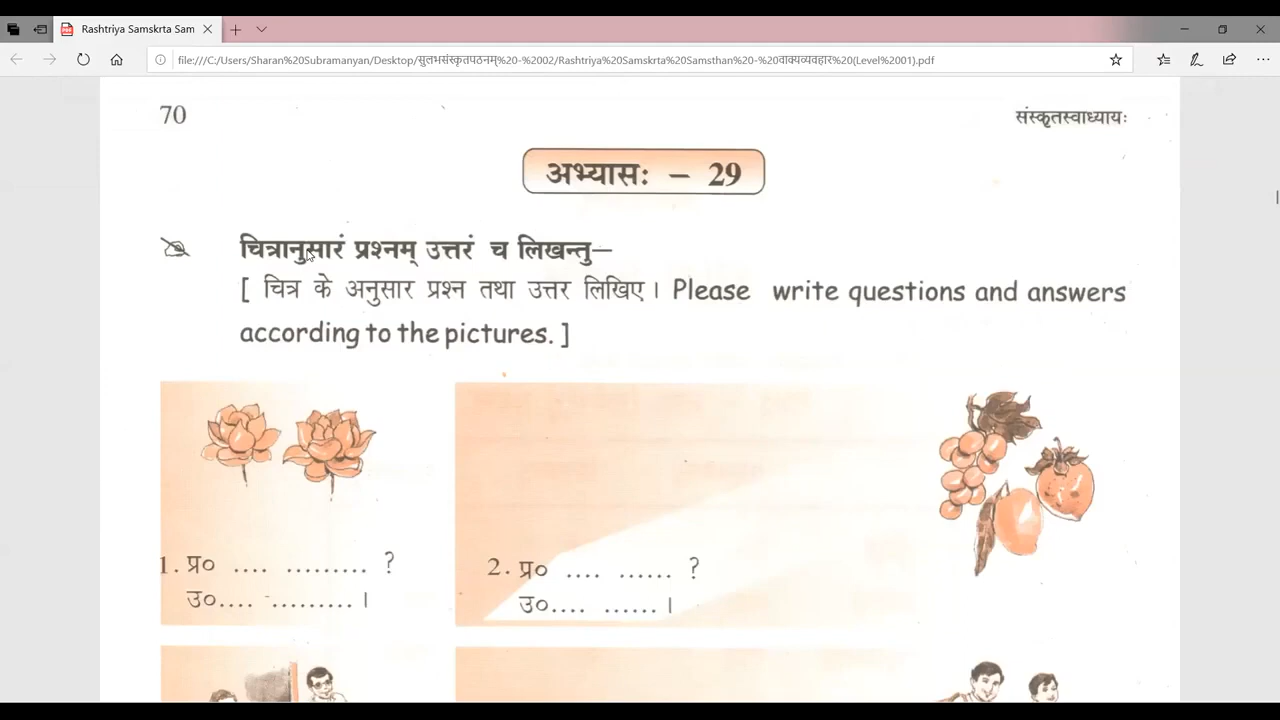 Rashtriya Samskrta Sam
file:///C:/Users/Sharan%20Subramanyan/Desktop/सुलभसंस्कृतपठनम्%20-%2002/Rashtriya%20Samskrta%20Samsthan%20-%20वाक्यव्यवहार%20(Level%2001).pdf
70 संस्कृतस्वाध्यायः
अभ्यासः – 29
चित्रानुसारं प्रश्नम् उत्तरं च लिखन्तु–
[ चित्र के अनुसार प्रश्न तथा उत्तर लिखिए । Please write questions and answers
according to the pictures. ]
1. प्र० .... ......... ?
उ०.... ......... ।
2. प्र० .... ...... ?
उ०.... ...... ।